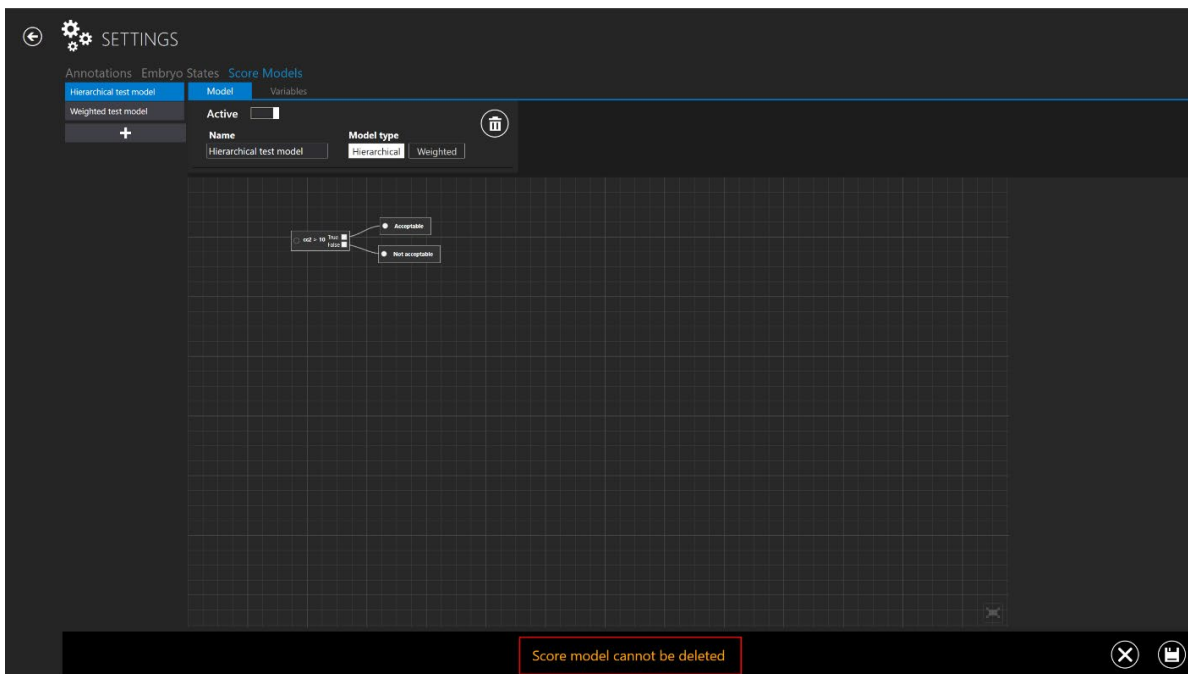 SETTINGS
Annotations Embryo States Score Models
Hierarchical test model
Model Variables
Weighted test model
Active
Name
Model type
Hierarchical test model
Hierarchical Weighted
Acceptable
cc2 > 10 True
False
Not acceptable
Score model cannot be deleted